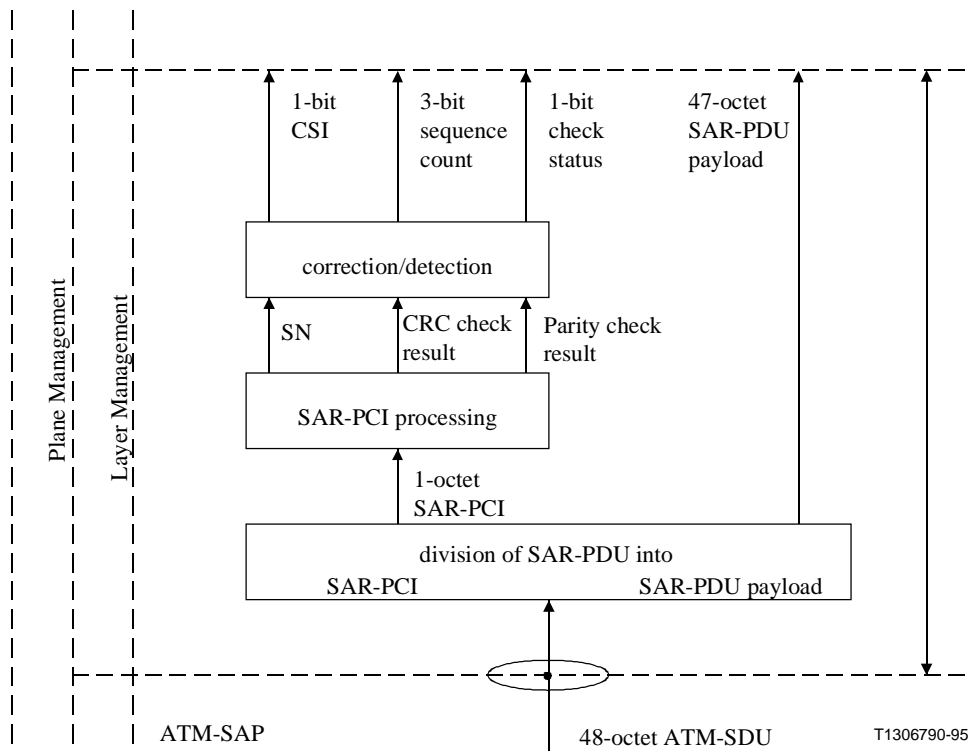 1-bit
CSI
3-bit
sequence
count
1-bit
check
status
47-octet
SAR-PDU
payload
correction/detection
SN
CRC check
result
Parity check
result
Plane Management
Layer Management
SAR-PCI processing
1-octet
SAR-PCI
division of SAR-PDU into
SAR-PCI
SAR-PDU payload
ATM-SAP
48-octet ATM-SDU
T1306790-95